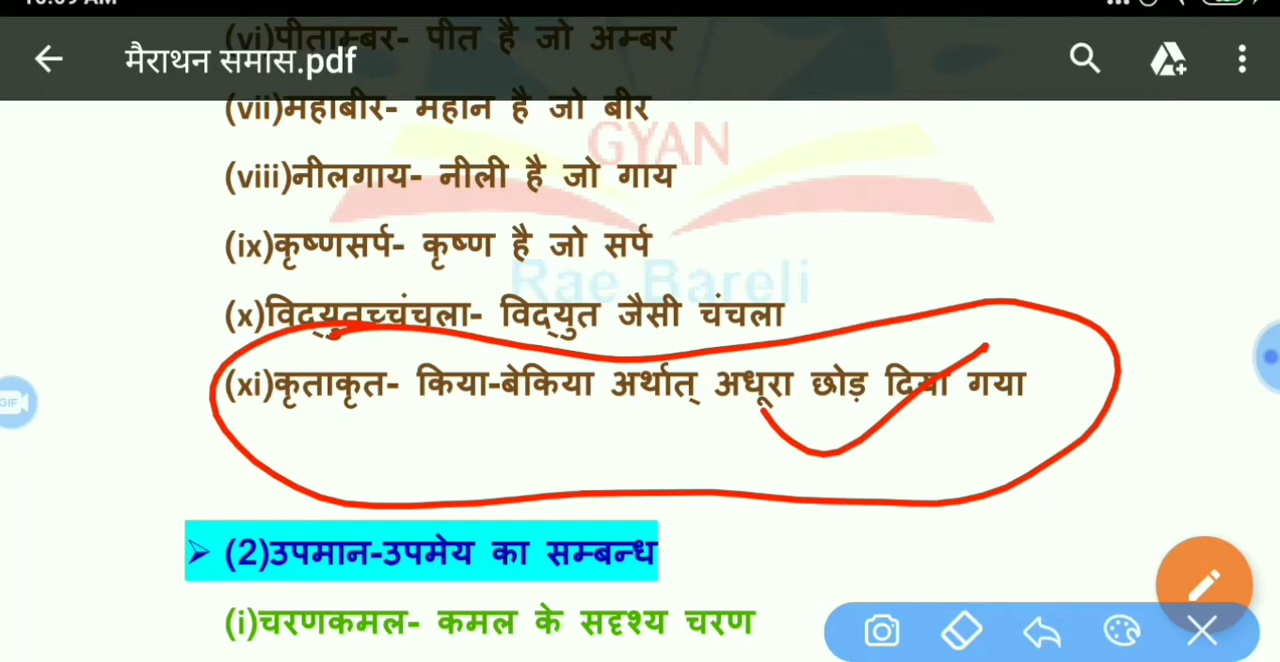 (vi)पीताम्बर- पीत है जो अम्बर
मैराथन समास.pdf
(vii)महाबीर- महान है जो बीर
GYAN
(viii)नीलगाय- नीली है जो गाय
(ix)कृष्णसर्प- कृष्ण है जो सर्प
Rae Bareli
(x)विद्युतच्चंचला- विद्युत जैसी चंचला
(xi)कृताकृत- किया-बेकिया अर्थात् अधूरा छोड़ दिया गया
GIF
➤ (2)उपमान-उपमेय का सम्बन्ध
(i)चरणकमल- कमल के सदृश्य चरण